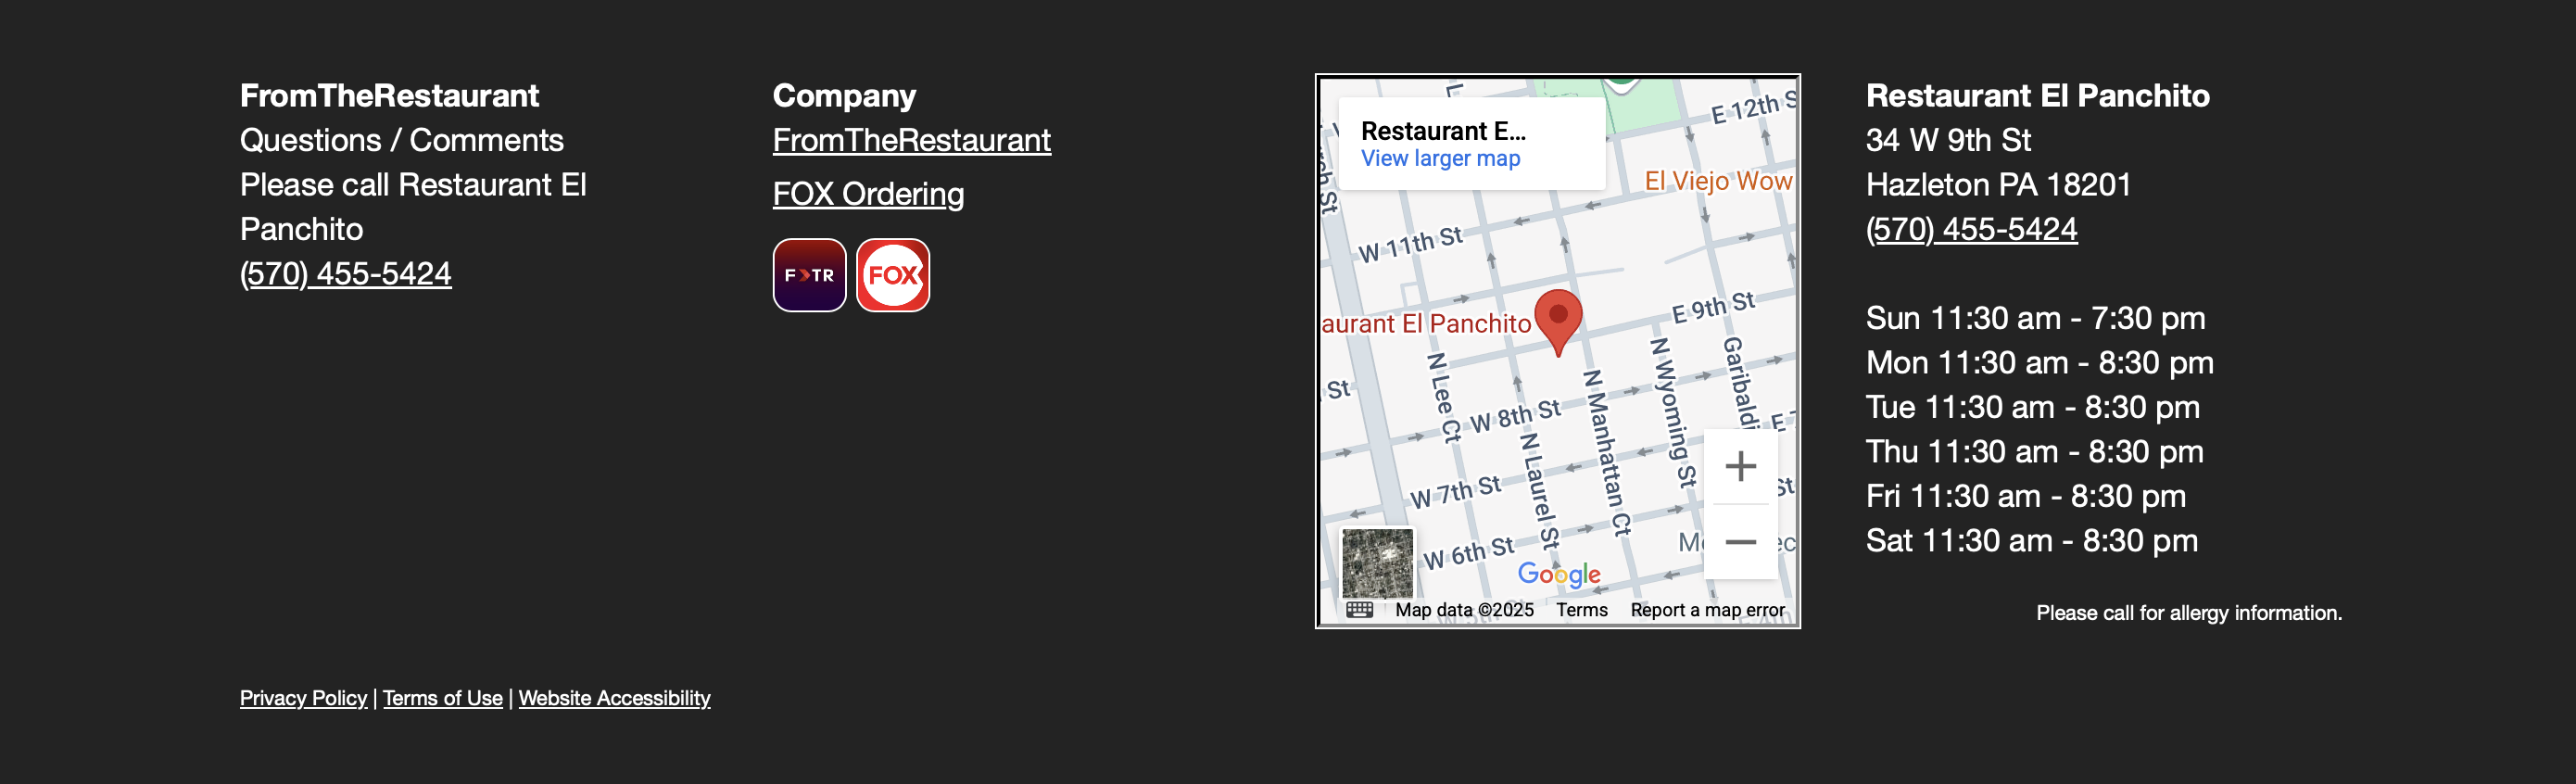 FromTheRestaurant
Questions / Comments
Please call Restaurant El
Panchito
(570) 455-5424
Company
FromTheRestaurant
FOX Ordering
F TR
FOX
Restaurant E...
View larger map
E 12th S
El Viejo Wow
W 11th St
aurant El Panchito
E 9th St
N Lee Ct
St
W 8th St
N Manhattan Ct
N Wyoming St
Garibaldi
N Laurel St
W 7th St
W 6th St
Google
Map data ©2025
Terms
Report a map error
Restaurant El Panchito
34 W 9th St
Hazleton PA 18201
(570) 455-5424
Sun 11:30 am - 7:30 pm
Mon 11:30 am - 8:30 pm
Tue 11:30 am - 8:30 pm
Thu 11:30 am - 8:30 pm
Fri 11:30 am - 8:30 pm
Sat 11:30 am - 8:30 pm
Please call for allergy information.
Privacy Policy | Terms of Use | Website Accessibility